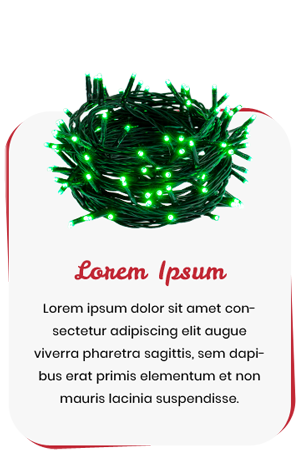 Lorem Ipsum
Lorem ipsum dolor sit amet con-
sectetur adipiscing elit augue
viverra pharetra sagittis, sem dapi-
bus erat primis elementum et non
mauris lacinia suspendisse.